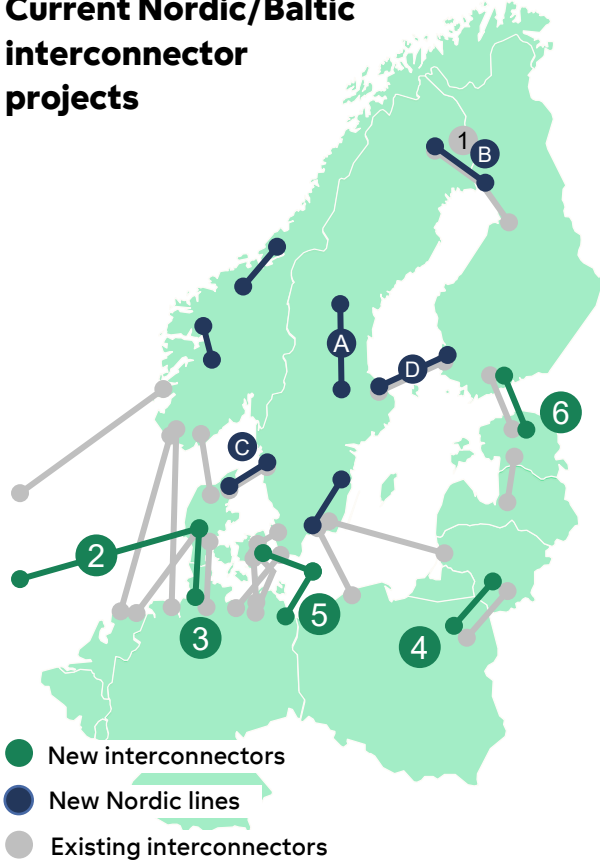 Current Nordic/Baltic
interconnector
projects
1
B
A
D
6
C
2
5
3
4
New interconnectors
New Nordic lines
Existing interconnectors